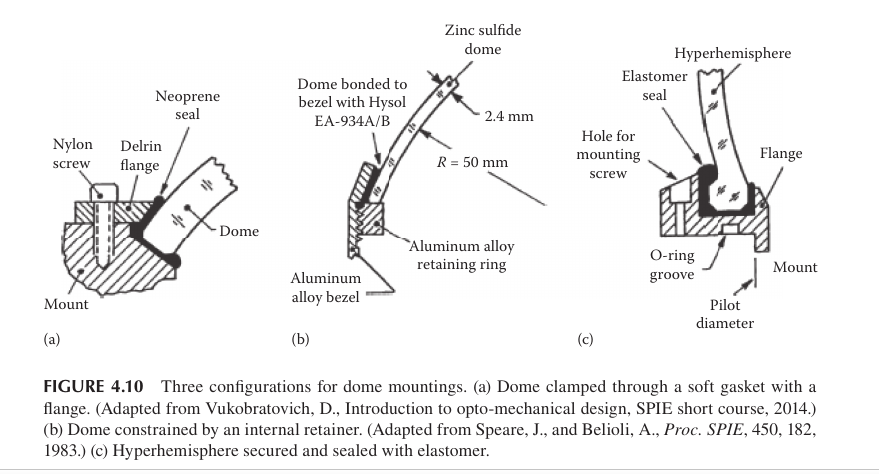 Neoprene
seal
Nylon
screw
Delrin
flange
Dome
Mount
(a)
Zinc sulfide
dome
Dome bonded to
bezel with Hysol
EA-934A/B
2.4 mm
R = 50 mm
Aluminum alloy
retaining ring
Aluminum
alloy bezel
(b)
Hyperhemisphere
Elastomer
seal
Hole for
mounting
screw
Flange
O-ring
groove
Mount
Pilot
diameter
(c)
FIGURE 4.10 Three configurations for dome mountings. (a) Dome clamped through a soft gasket with a
flange. (Adapted from Vukobratovich, D., Introduction to opto-mechanical design, SPIE short course, 2014.)
(b) Dome constrained by an internal retainer. (Adapted from Speare, J., and Belioli, A., Proc. SPIE, 450, 182,
1983.) (c) Hyperhemisphere secured and sealed with elastomer.